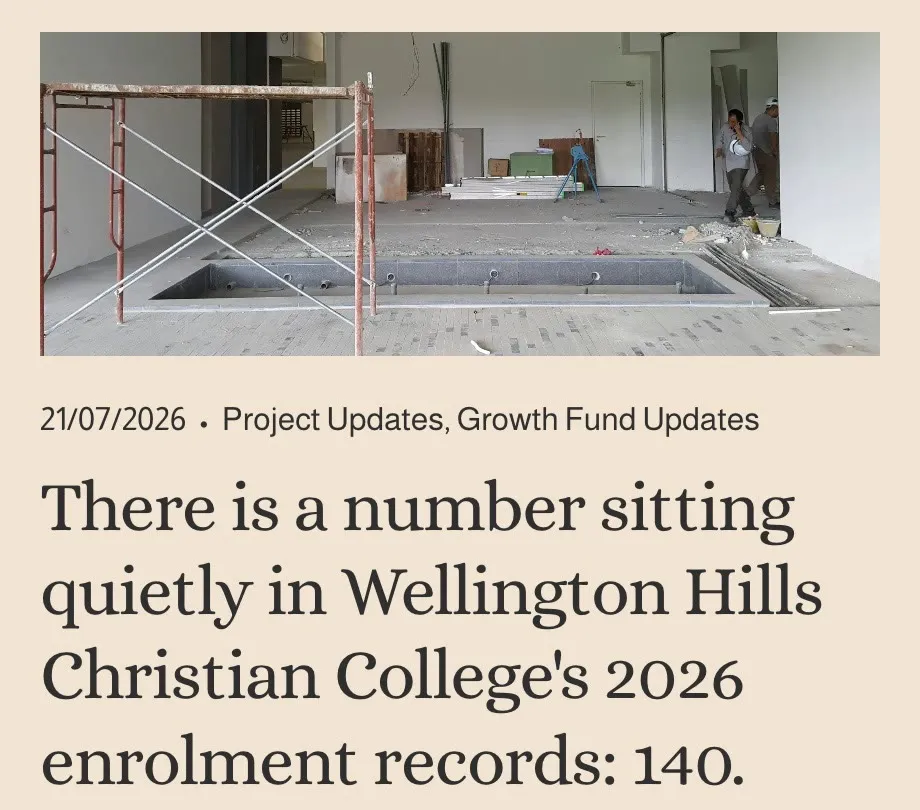 21/07/2026 • Project Updates, Growth Fund Updates
There is a number sitting
quietly in Wellington Hills
Christian College's 2026
enrolment records: 140.